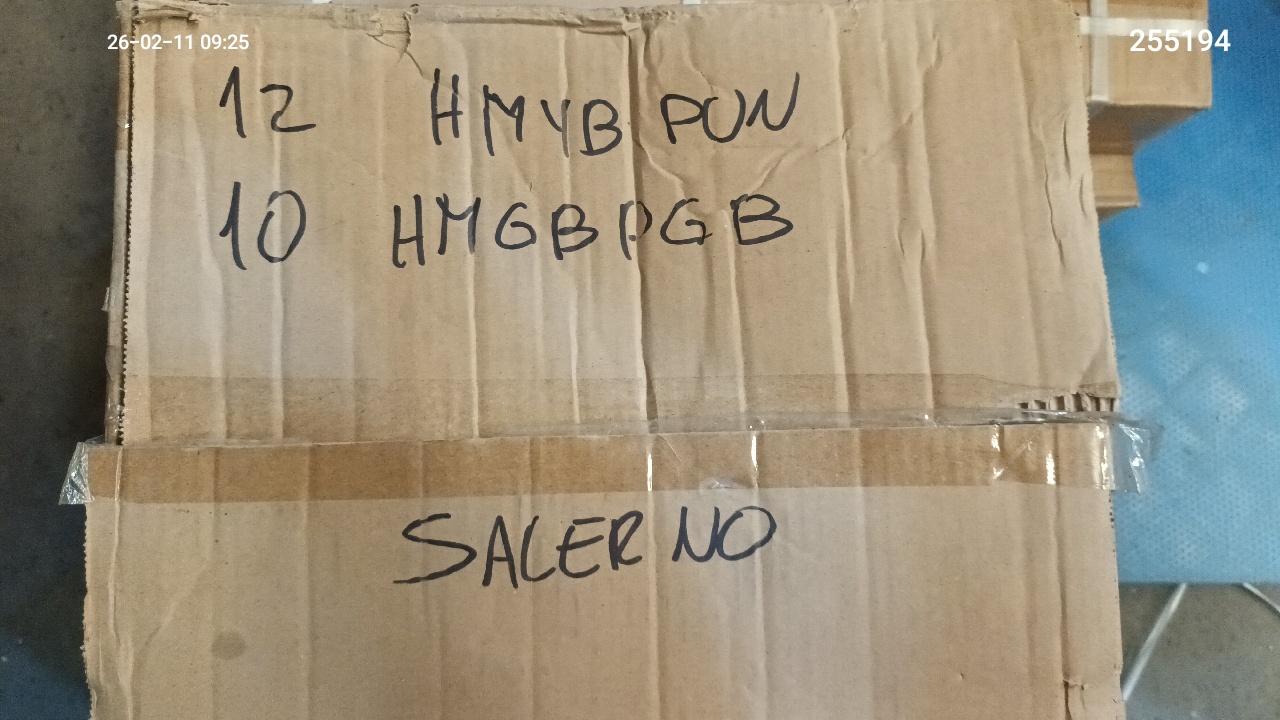 26-02-11 09:25
255194
12 HMYB PUN
10 HMGBPGB
SALERNO